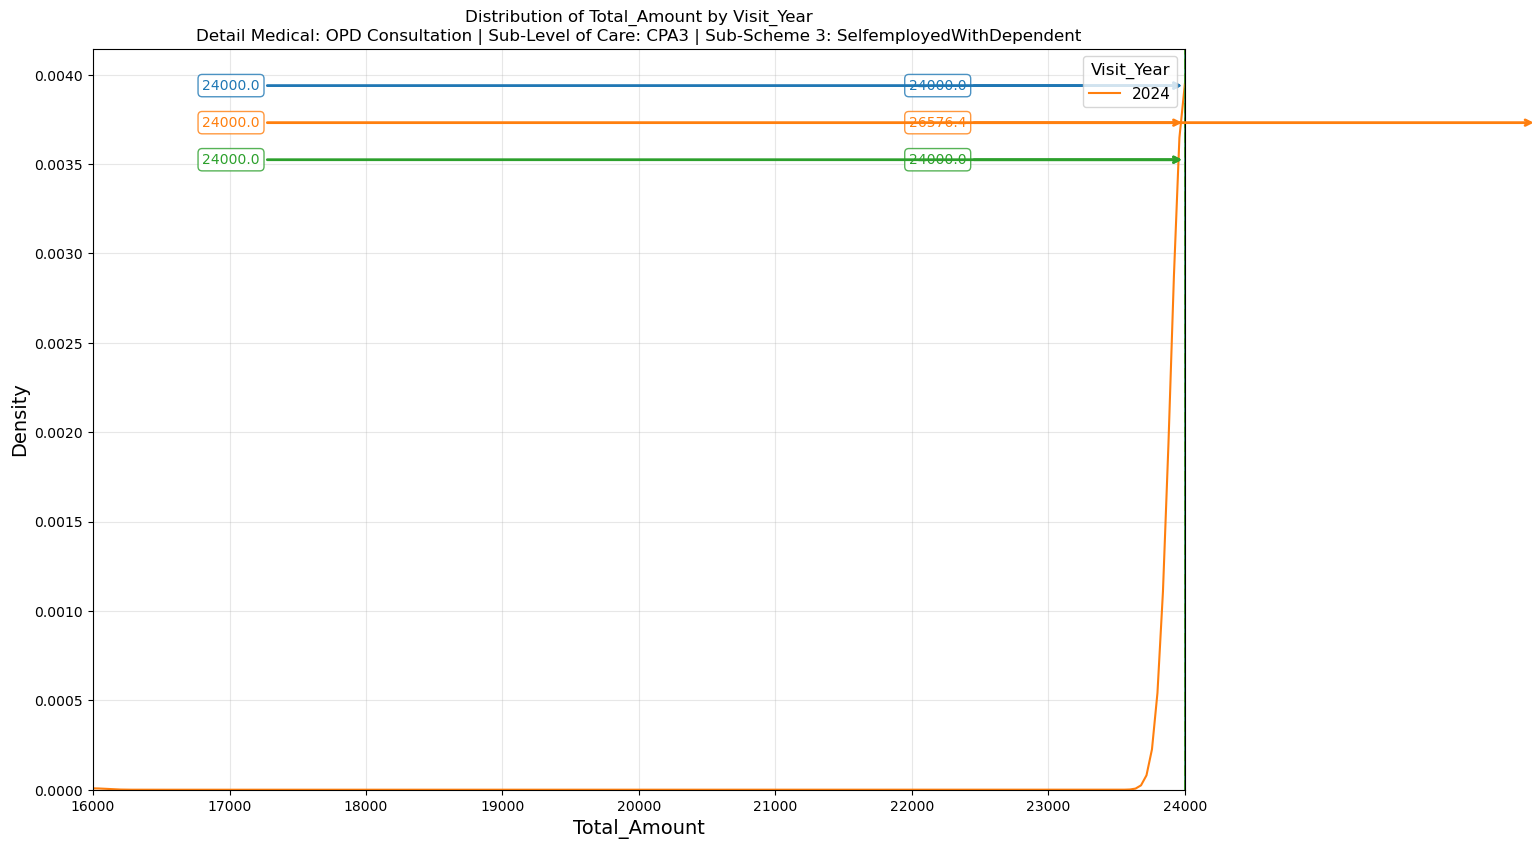 Distribution of Total_Amount by Visit_Year
Detail Medical: OPD Consultation | Sub-Level of Care: CPA3 | Sub-Scheme 3: SelfemployedWithDependent
Visit_Year
2024
24000.0
24000.0
24000.0
26576.4
24000.0
24000.0
0.0040
0.0035
0.0030
0.0025
0.0020
0.0015
0.0010
0.0005
0.0000
Density
16000 17000 18000 19000 20000 21000 22000 23000 24000
Total_Amount